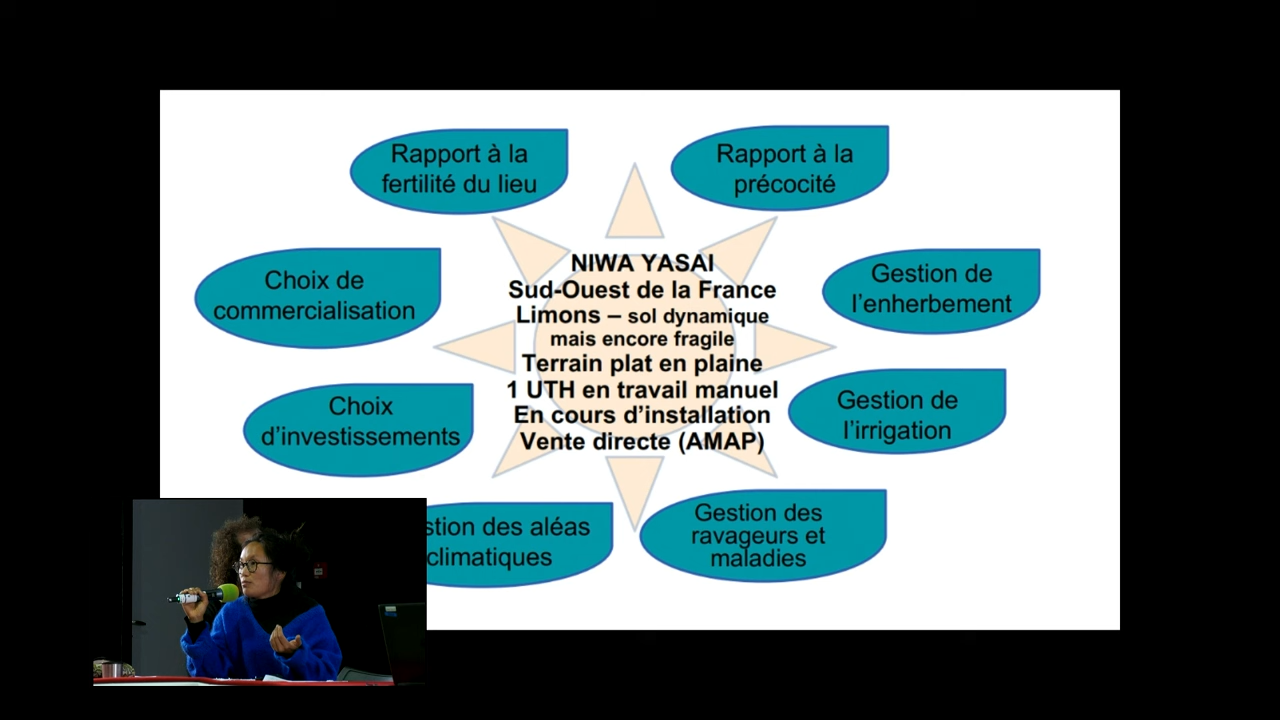 Rapport à la
fertilité du lieu
Rapport à la
précocité
Choix de
commercialisation
NIWA YASAI
Sud-Ouest de la France
Limons – sol dynamique
mais encore fragile
Terrain plat en plaine
1 UTH en travail manuel
En cours d’installation
Vente directe (AMAP)
Gestion de
l’enherbement
Choix
d’investissements
Gestion de
l’irrigation
stion des aléas
climatiques
Gestion des
ravageurs et
maladies